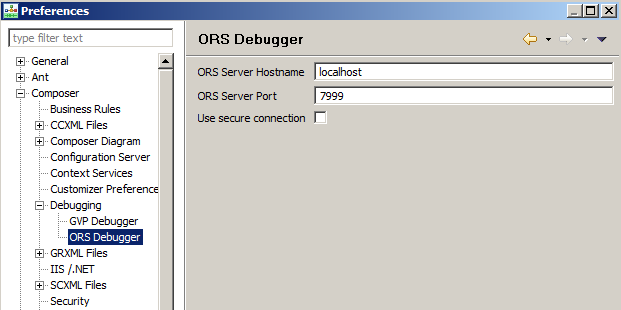 Preferences
type filter text
General
Ant
Composer
Business Rules
CCXML Files
Composer Diagram
Configuration Server
Context Services
Customizer Preference
Debugging
GVP Debugger
ORS Debugger
GRXML Files
IIS /.NET
SCXML Files
Security
ORS Debugger
ORS Server Hostname localhost
ORS Server Port 7999
Use secure connection